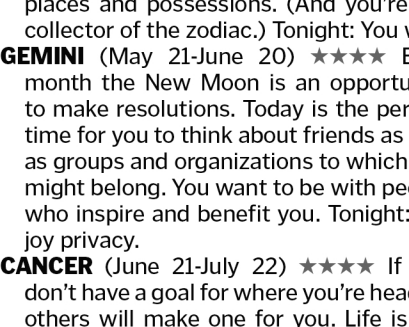 places and possessions. (And you're
collector of the zodiac.) Tonight: You
GEMINI (May 21-June 20) ★★★★
month the New Moon is an
to make resolutions. Today is the
time for you to think about friends as
as groups and organizations to which
might belong. You want to be with
who inspire and benefit you. Tonight:
joy privacy.
CANCER (June 21-July 22) ★★★★ If
don't have a goal for where you're
others will make one for you. Life is